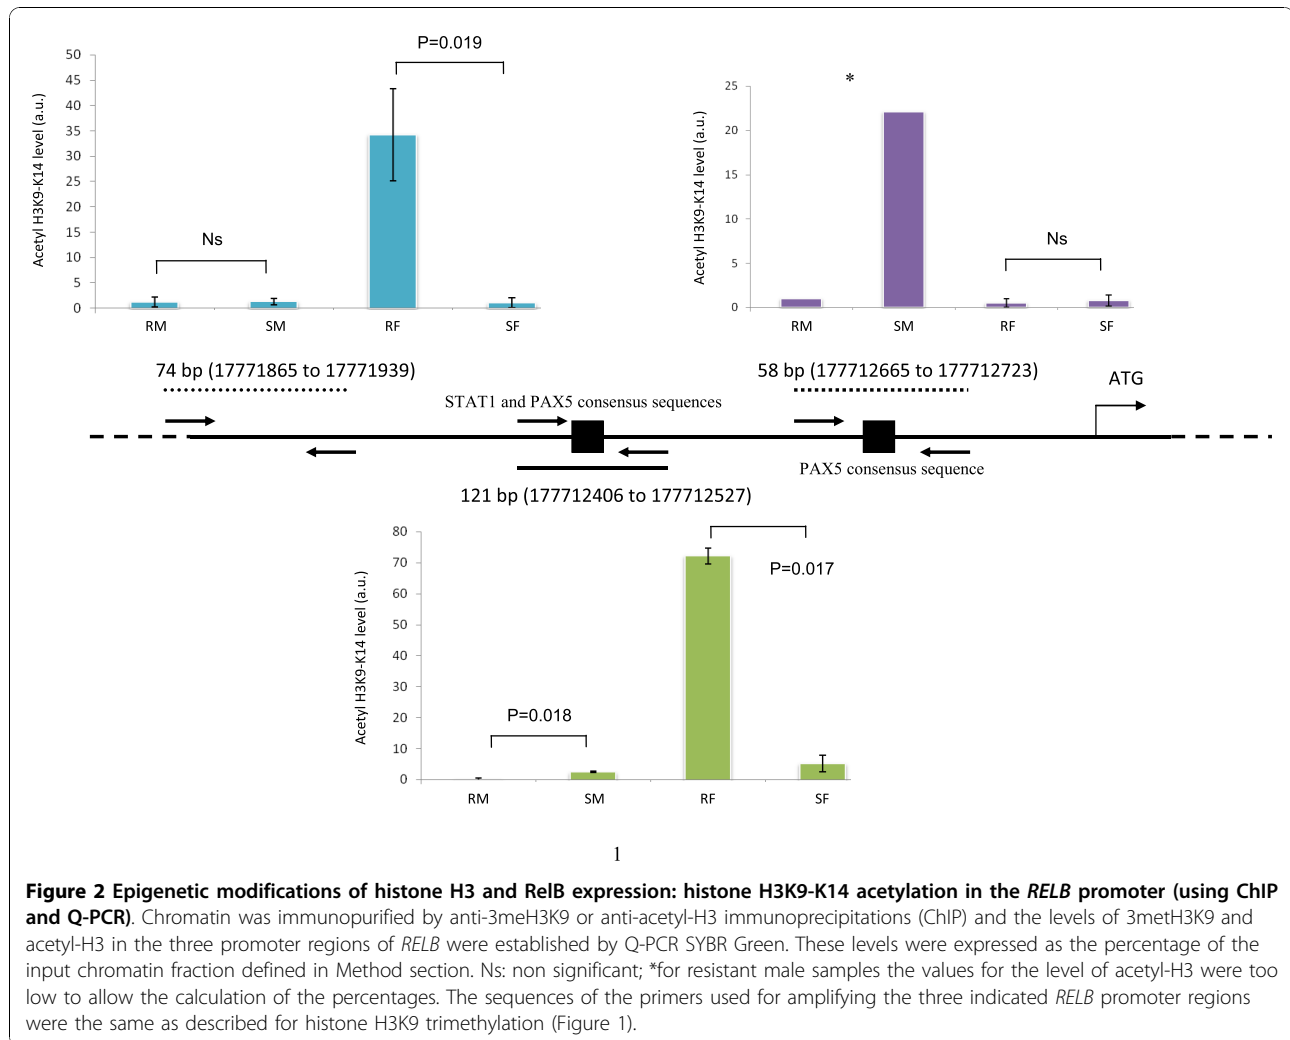 P=0.019
Acetyl H3K9-K14 level (a.u.)
50
45
40
35
30
25
20
15
10
5
0
Ns
RM SM RF SF
*
Acetyl H3K9-K14 level (a.u.)
25
20
15
10
5
0
Ns
RM SM RF SF
74 bp (17771865 to 17771939)
58 bp (177712665 to 177712723)
ATG
STAT1 and PAX5 consensus sequences
PAX5 consensus sequence
121 bp (177712406 to 177712527)
Acetyl H3K9-K14 level (a.u.)
80
70
60
50
40
30
20
10
0
P=0.018
P=0.017
RM SM RF SF
1
Figure 2 Epigenetic modifications of histone H3 and RelB expression: histone H3K9-K14 acetylation in the RELB promoter (using ChIP
and Q-PCR). Chromatin was immunopurified by anti-3meH3K9 or anti-acetyl-H3 immunoprecipitations (ChIP) and the levels of 3metH3K9 and
acetyl-H3 in the three promoter regions of RELB were established by Q-PCR SYBR Green. These levels were expressed as the percentage of the
input chromatin fraction defined in Method section. Ns: non significant; *for resistant male samples the values for the level of acetyl-H3 were too
low to allow the calculation of the percentages. The sequences of the primers used for amplifying the three indicated RELB promoter regions
were the same as described for histone H3K9 trimethylation (Figure 1).